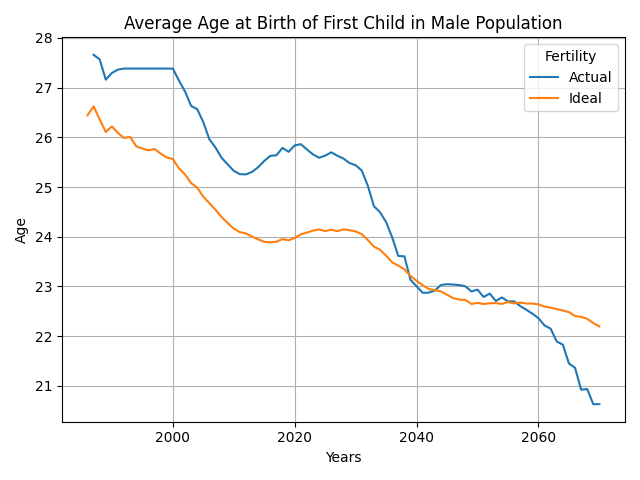 Average Age at Birth of First Child in Male Population
28
27
26
25
24
23
22
21
Age
Fertility
Actual
Ideal
2000 2020 2040 2060
Years